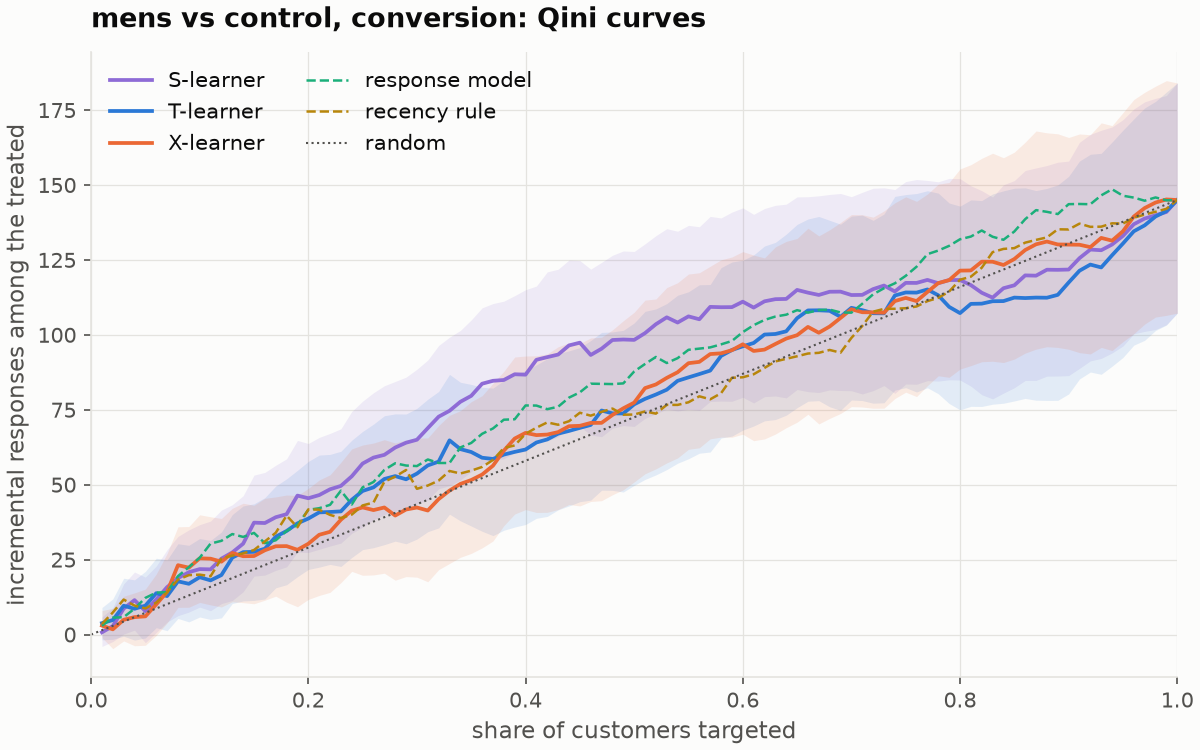 mens vs control, conversion: Qini curves
S-learner
T-learner
X-learner
response model
recency rule
random
incremental responses among the treated
175
150
125
100
75
50
25
0
0.0
0.2
0.4
0.6
0.8
1.0
share of customers targeted